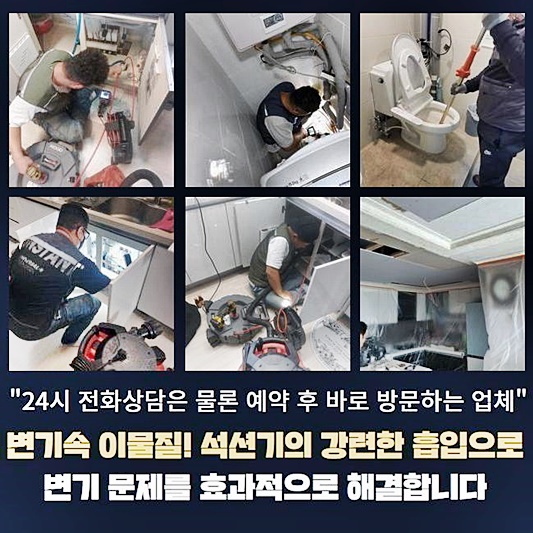 INSTANT
"24시 전화상담은 물론 예약 후 바로 방문하는 업체"
변기속 이물질! 석션기의 강련한 흡입으로
변기 문제를 효과적으로 해결합니다